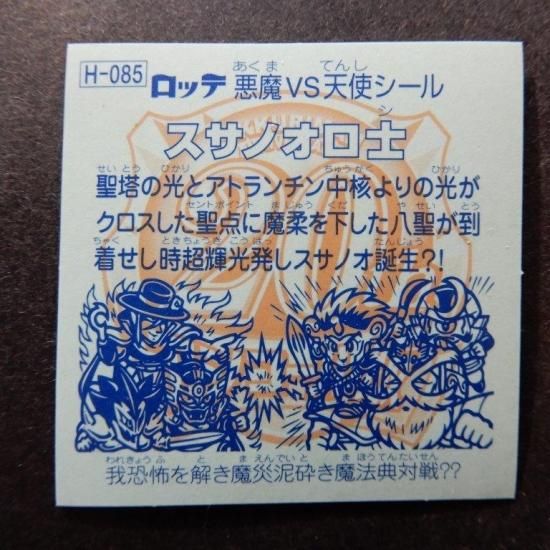 H-085 ロッテ 悪魔VS天使シール
スサノオロ士
聖塔の光とアトランチン中核よりの光が
クロスした聖点に魔柔を下した八聖が到
着せし時超輝光発しスサノオ誕生?!
我恐怖を解き魔災泥砕き魔法典対戦??